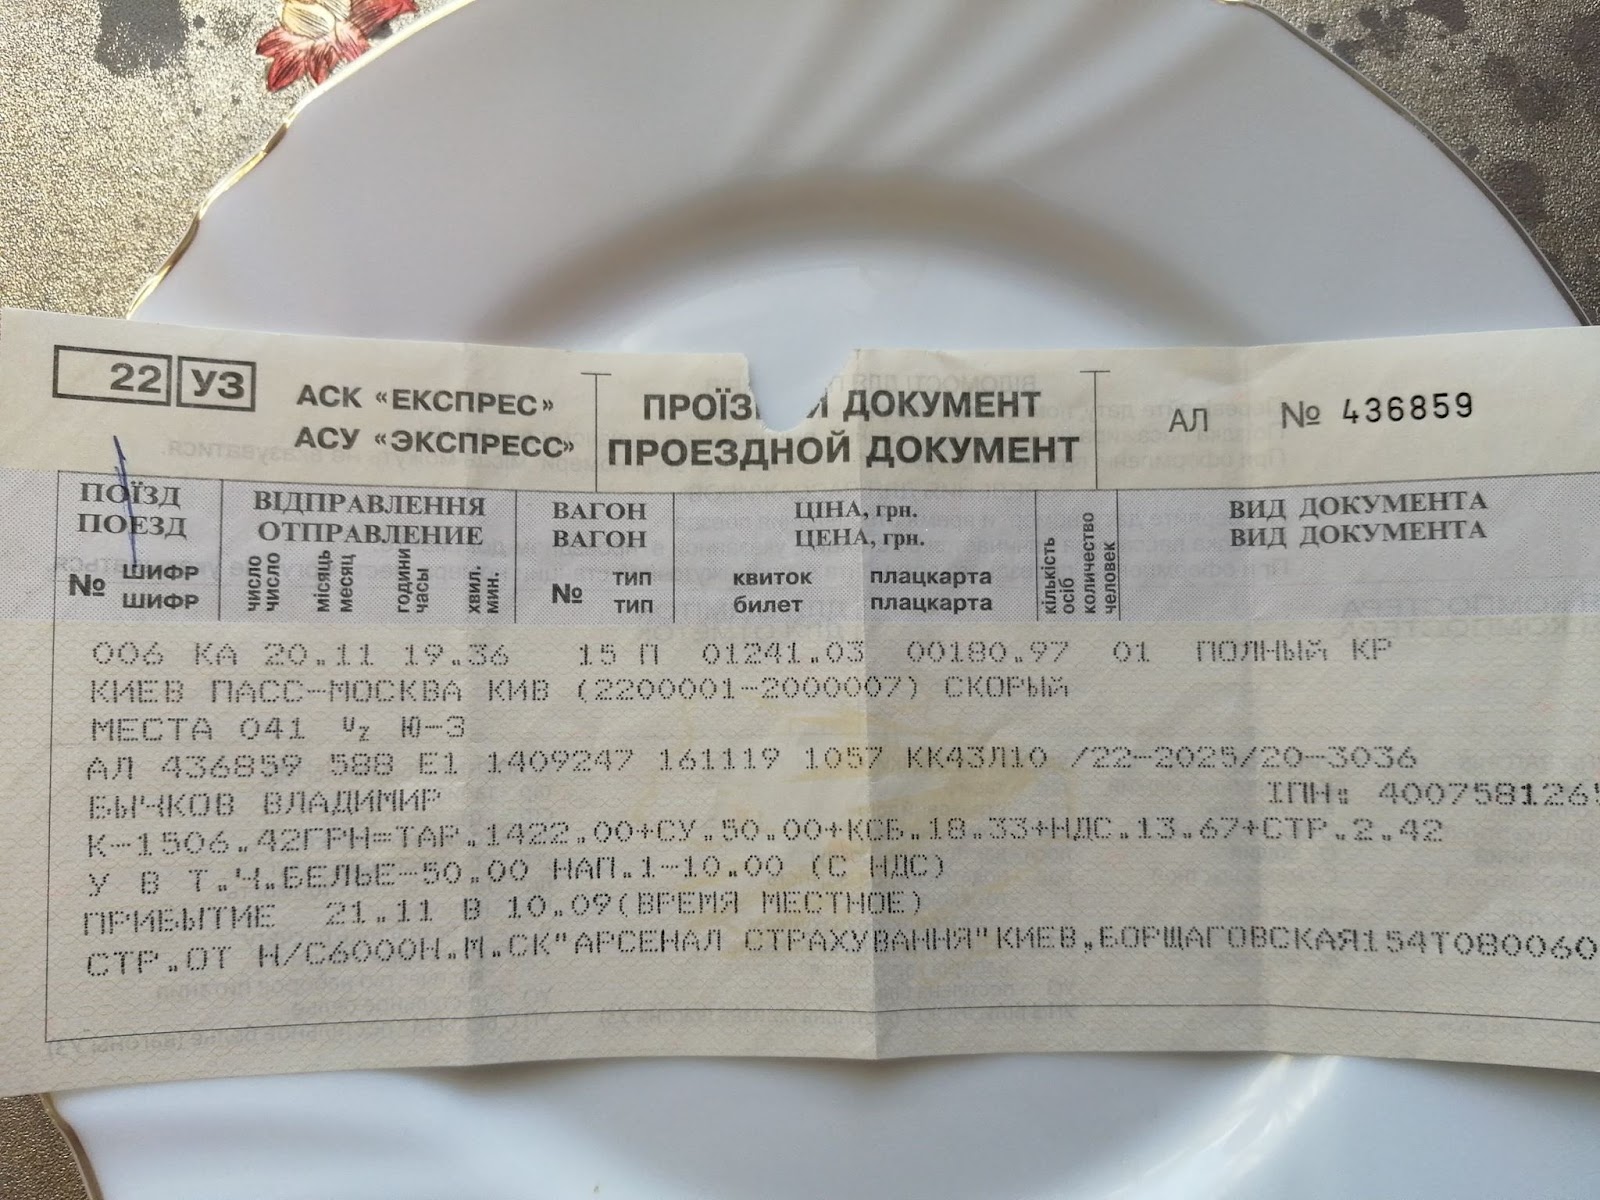 22 УЗ
АСК «ЕКСПРЕС»
АСУ «ЭКСПРЕСС»
ДОКУМЕНТ
ПРОЕЗДНОЙ ДОКУМЕНТ
АЛ № 436859
ПОЇЗД
ПОЕЗД
№ ШИФР
ШИФР
ВІДПРАВЛЕННЯ
ОТПРАВЛЕНИЕ
число
число
місяць
месяц
години
часы
хвил.
мин.
ВАГОН
ВАГОН
№ ТИП
ТИП
ЦІНА, грн.
ЦЕНА, грн.
квиток плацкарта
билет плацкарта
кількість
осіб
количество
человек
ВИД ДОКУМЕНТА
ВИД ДОКУМЕНТА
006 КА 20.11 19.36 15 П 01241.03 00180.97 01 ПОЛНЫЙ КР
КИЕВ ПАСС-МОСКВА КИВ (2200001-2000007) СКОРЫЙ
МЕСТА 041 Ю-3
АЛ 436859 588 Е1 1409247 161119 1057 КК43Л10 /22-2025/20-3036
БЫЧКОВ ВЛАДИМИР ІПН:
К-1506.42ГРН=ТАР.1422.00+СУ.50.00+КСБ.18.33+НДС.13.67+СТР.2.42
У В Т.Ч.БЕЛЬЕ-50.00 НАП.1-10.00 (С НДС)
ПРИБЫТИЕ 21.11 В 10.09(ВРЕМЯ МЕСТНОЕ)
СТР.ОТ Н/С6000Н.М.СК"АРСЕНАЛ СТРАХУВАННЯ"КИЕВ,БОРЩАГОВСКАЯ154Т080060